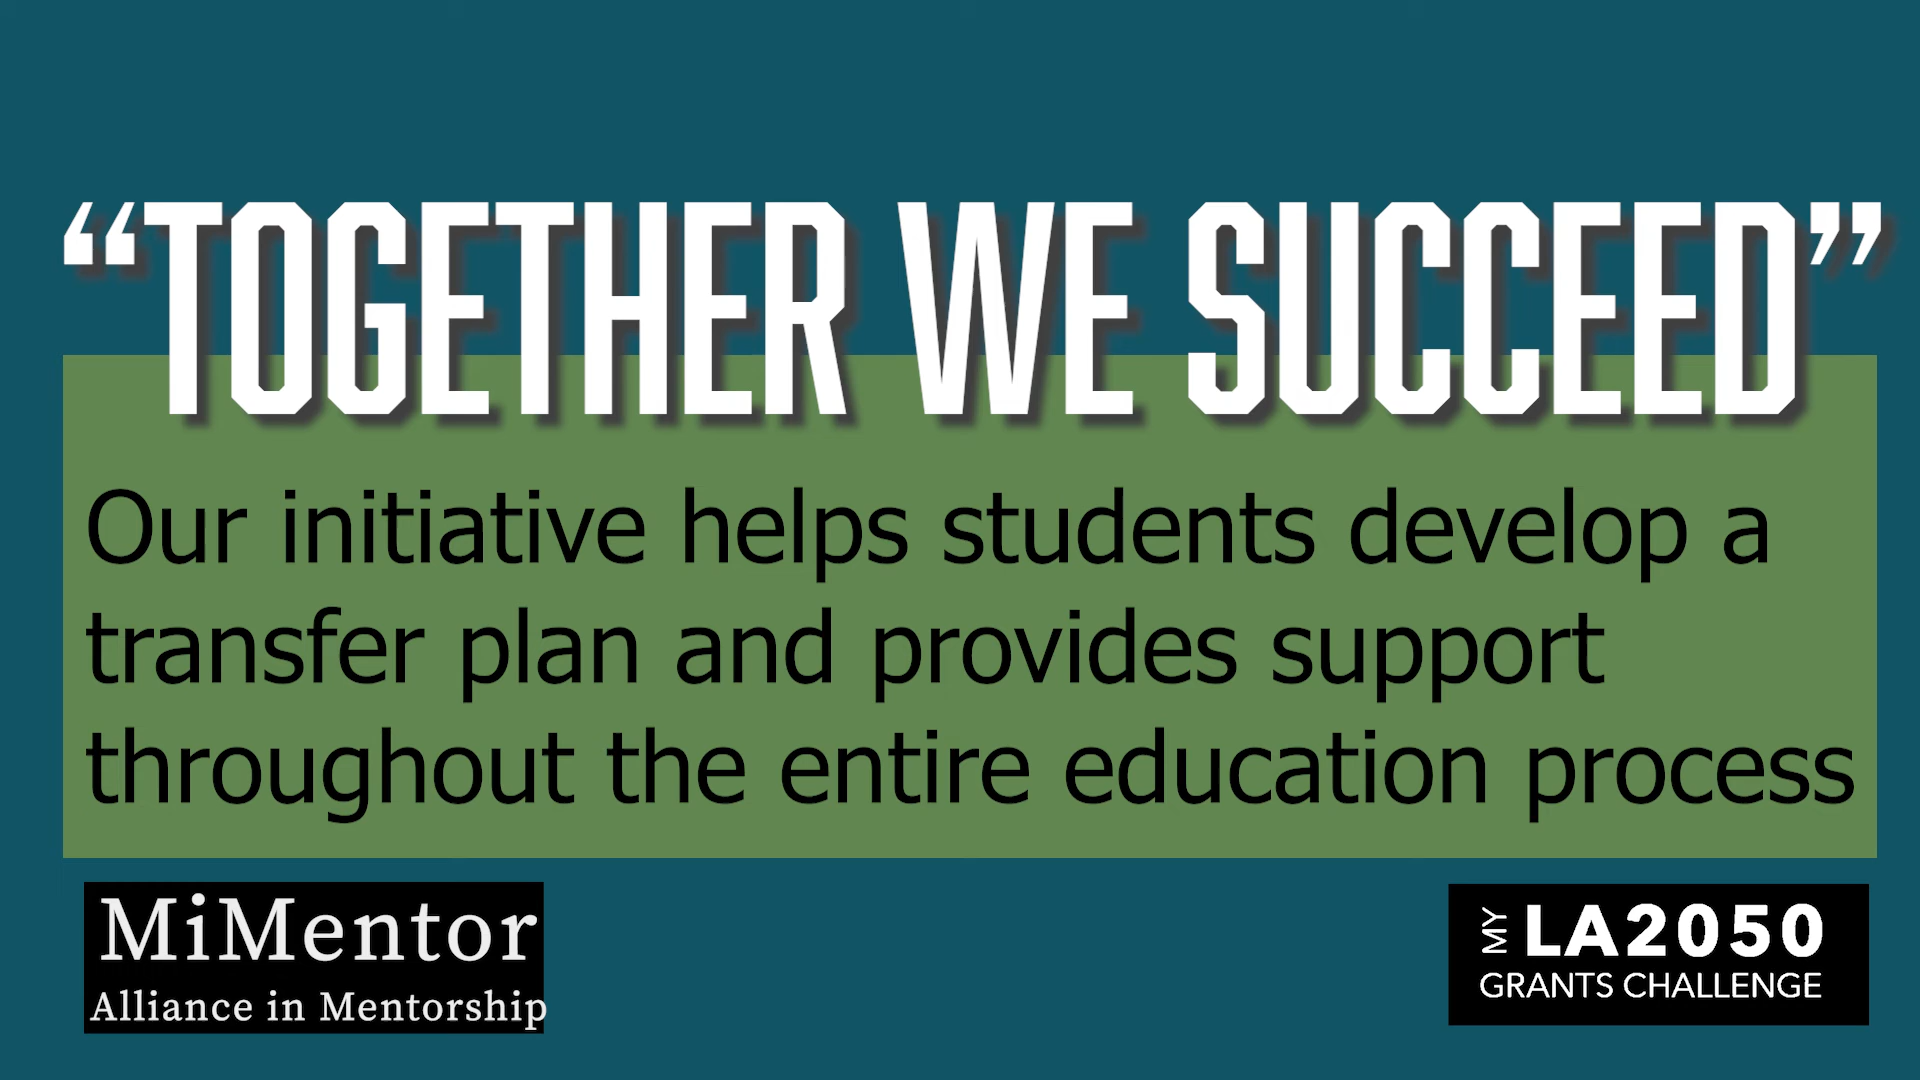 “TOGETHER WE SUCCEED”
Our initiative helps students develop a
transfer plan and provides support
throughout the entire education process
MiMentor
Alliance in Mentorship
MY LA2050
GRANTS CHALLENGE